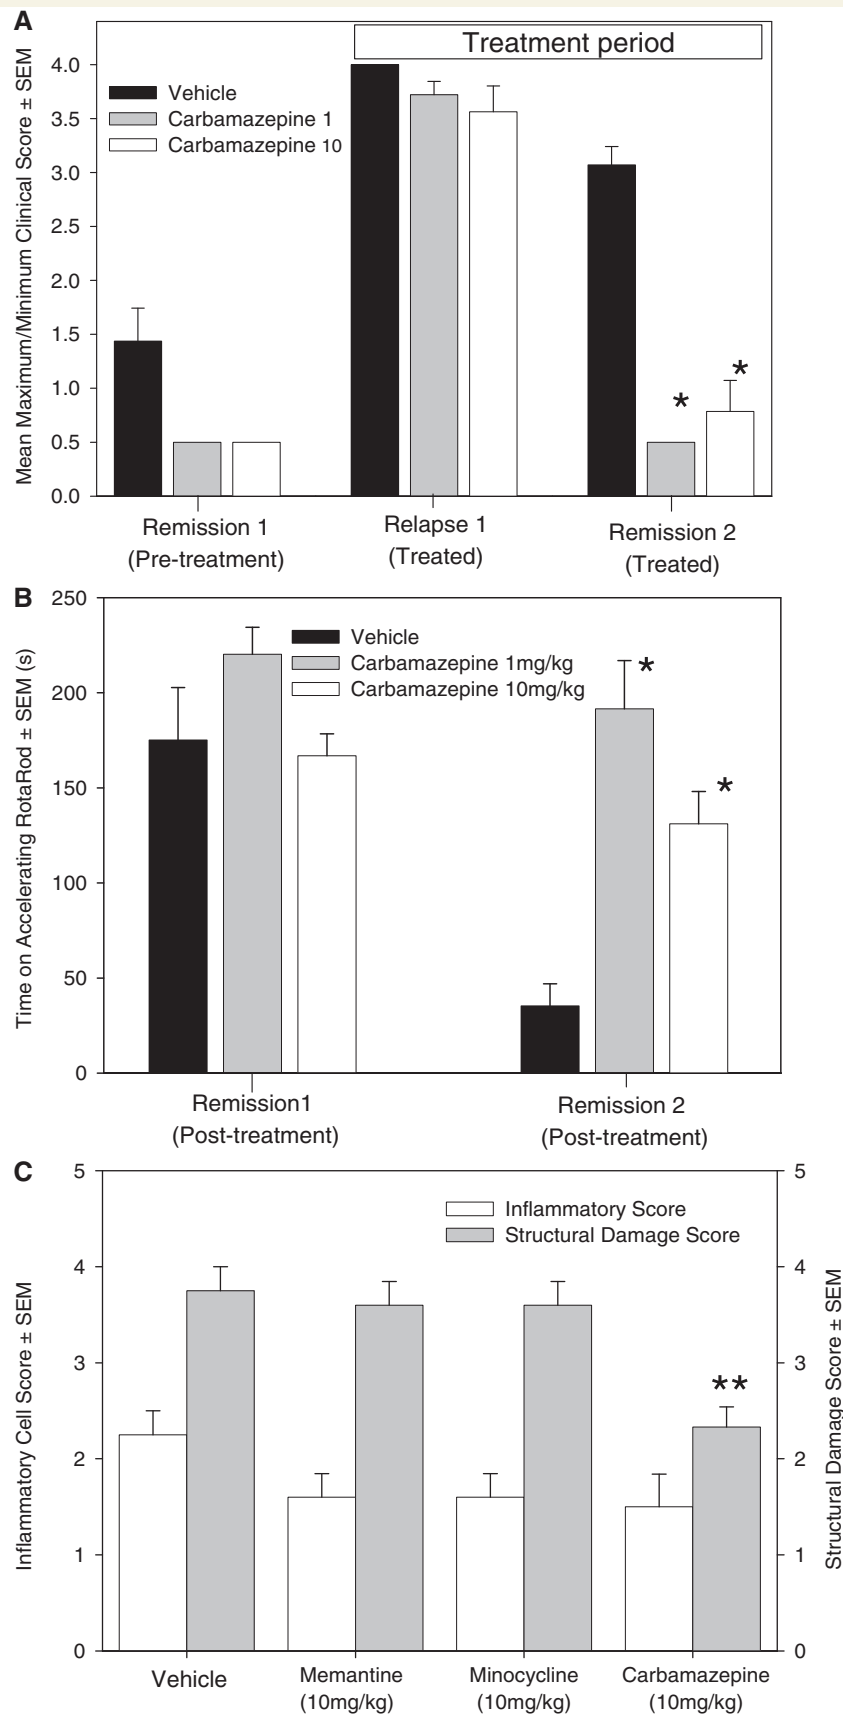 A
Treatment period
Mean Maximum/Minimum Clinical Score ± SEM
4.0
3.5
3.0
2.5
2.0
1.5
1.0
0.5
0.0
Vehicle
Carbamazepine 1
Carbamazepine 10
*
*
Remission 1
(Pre-treatment)
Relapse 1
(Treated)
Remission 2
(Treated)
B
Time on Accelerating RotaRod ± SEM (s)
250
200
150
100
50
0
Vehicle
Carbamazepine 1mg/kg
Carbamazepine 10mg/kg
*
*
Remission1
(Post-treatment)
Remission 2
(Post-treatment)
C
Inflammatory Cell Score ± SEM
5
4
3
2
1
0
Inflammatory Score
Structural Damage Score
**
5
4
3
2
1
0
Structural Damage Score ± SEM
Vehicle
Memantine
(10mg/kg)
Minocycline
(10mg/kg)
Carbamazepine
(10mg/kg)